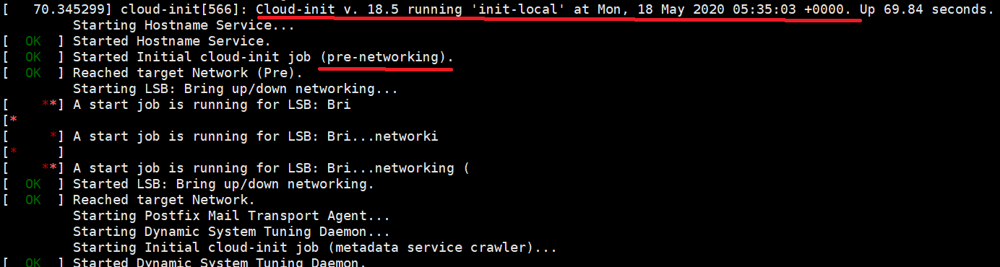 [   70.345299] cloud-init[566]: Cloud-init v. 18.5 running 'init-local' at Mon, 18 May 2020 05:35:03 +0000. Up 69.84 seconds.
         Starting Hostname Service...
[  OK  ] Started Hostname Service.
[  OK  ] Started Initial cloud-init job (pre-networking).
[  OK  ] Reached target Network (Pre).
         Starting LSB: Bring up/down networking...
[    **] A start job is running for LSB: Bri
[*
[     *] A start job is running for LSB: Bri...networki
[*     ]
[    **] A start job is running for LSB: Bri...networking (
[  OK  ] Started LSB: Bring up/down networking.
[  OK  ] Reached target Network.
         Starting Postfix Mail Transport Agent...
         Starting Dynamic System Tuning Daemon...
         Starting Initial cloud-init job (metadata service crawler)...
[  OK  ] Started Dynamic System Tuning Daemon.